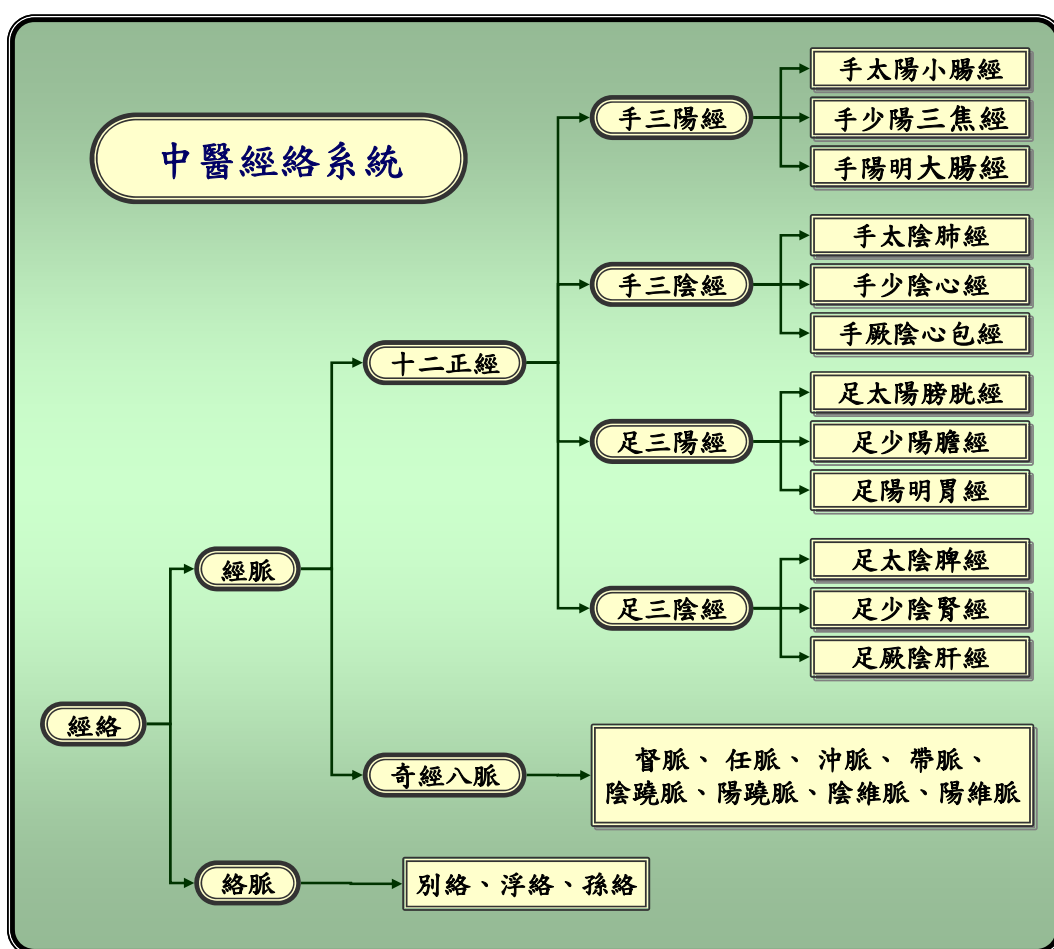 中醫經絡系統
手太陽小腸經
手三陽經
手少陽三焦經
手陽明大腸經
手太陰肺經
手三陰經
手少陰心經
手厥陰心包經
十二正經
足太陽膀胱經
足三陽經
足少陽膽經
足陽明胃經
經脈
足太陰脾經
足三陰經
足少陰腎經
足厥陰肝經
經絡
奇經八脈
督脈、任脈、沖脈、帶脈、
陰蹺脈、陽蹺脈、陰維脈、陽維脈
絡脈
別絡、浮絡、孫絡